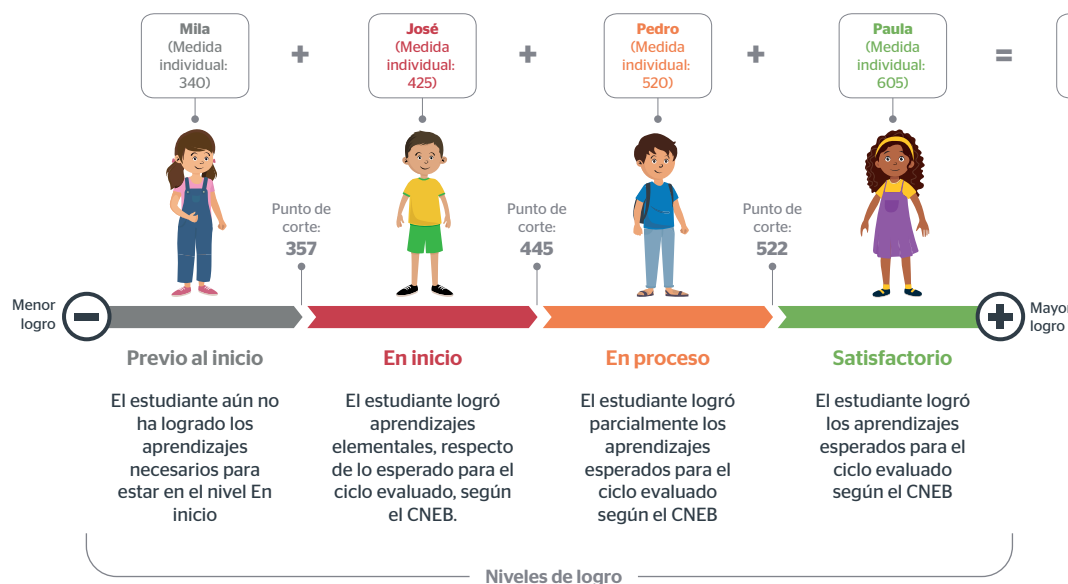 Mila
(Medida
individual:
340)
+
José
(Medida
individual:
425)
+
Pedro
(Medida
individual:
520)
+
Paula
(Medida
individual:
605)
=
Punto de
corte:
357
Punto de
corte:
445
Punto de
corte:
522
Menor
logro
Mayor
logro
Previo al inicio
El estudiante aún no
ha logrado los
aprendizajes
necesarios para
estar en el nivel En
inicio
En inicio
El estudiante logró
aprendizajes
elementales, respecto
de lo esperado para el
ciclo evaluado, según
el CNEB.
En proceso
El estudiante logró
parcialmente los
aprendizajes
esperados para el
ciclo evaluado
según el CNEB
Satisfactorio
El estudiante logró
los aprendizajes
esperados para el
ciclo evaluado
según el CNEB
Niveles de logro